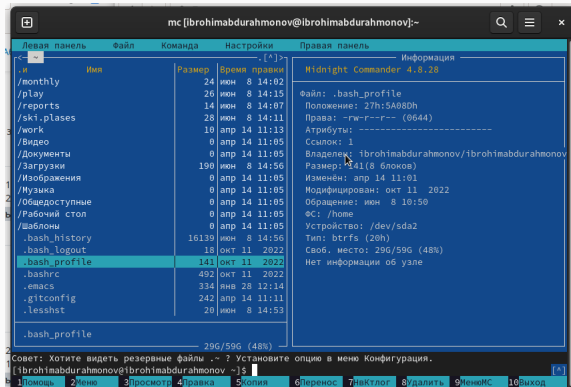 mc [ibrohimabdurahmonov@ibrohimabdurahmonov]:~
Левая панель Файл Команда Настройки Правая панель
<— ~ .[^]>
.и Имя Размер Время правки
/monthly 24 июн 8 14:02
/play 26 июн 8 14:15
/reports 14 июн 8 14:07
/ski.plases 28 июн 8 14:11
/work 10 апр 14 11:13
/Видео 0 апр 14 11:05
/Документы 0 апр 14 11:05
/Загрузки 190 июн 8 14:56
/Изображения 0 апр 14 11:05
/Музыка 0 апр 14 11:05
/Общедоступные 0 апр 14 11:05
/Рабочий стол 0 апр 14 11:05
/Шаблоны 0 апр 14 11:05
.bash_history 16139 июн 8 14:56
.bash_logout 18 окт 11 2022
.bash_profile 141 окт 11 2022
.bashrc 492 окт 11 2022
.emacs 334 янв 28 12:14
.gitconfig 242 апр 14 11:11
.lesshst 20 июн 8 14:53
.bash_profile
29G/59G (48%)
Информация
Midnight Commander 4.8.28
Файл: .bash_profile
Положение: 27h:5A08Dh
Права: -rw-r--r-- (0644)
Атрибуты: ------------------------
Ссылок: 1
Владелец: ibrohimabdurahmonov/ibrohimabdurahmonov
Размер: 141(8 блоков)
Изменён: апр 14 11:01
Модифицирован: окт 11 2022
Обращение: июн 8 10:50
ФС: /home
Устройство: /dev/sda2
Тип: btrfs (20h)
Своб. место: 29G/59G (48%)
Нет информации об узле
Совет: Хотите видеть резервные файлы .~ ? Установите опцию в меню Конфигурация.
[ibrohimabdurahmonov@ibrohimabdurahmonov ~]$ [^]
1Помощь 2Меню 3Просмотр 4Правка 5Копия 6Перенос 7НвКтлог 8Удалить 9МенюMC 10Выход